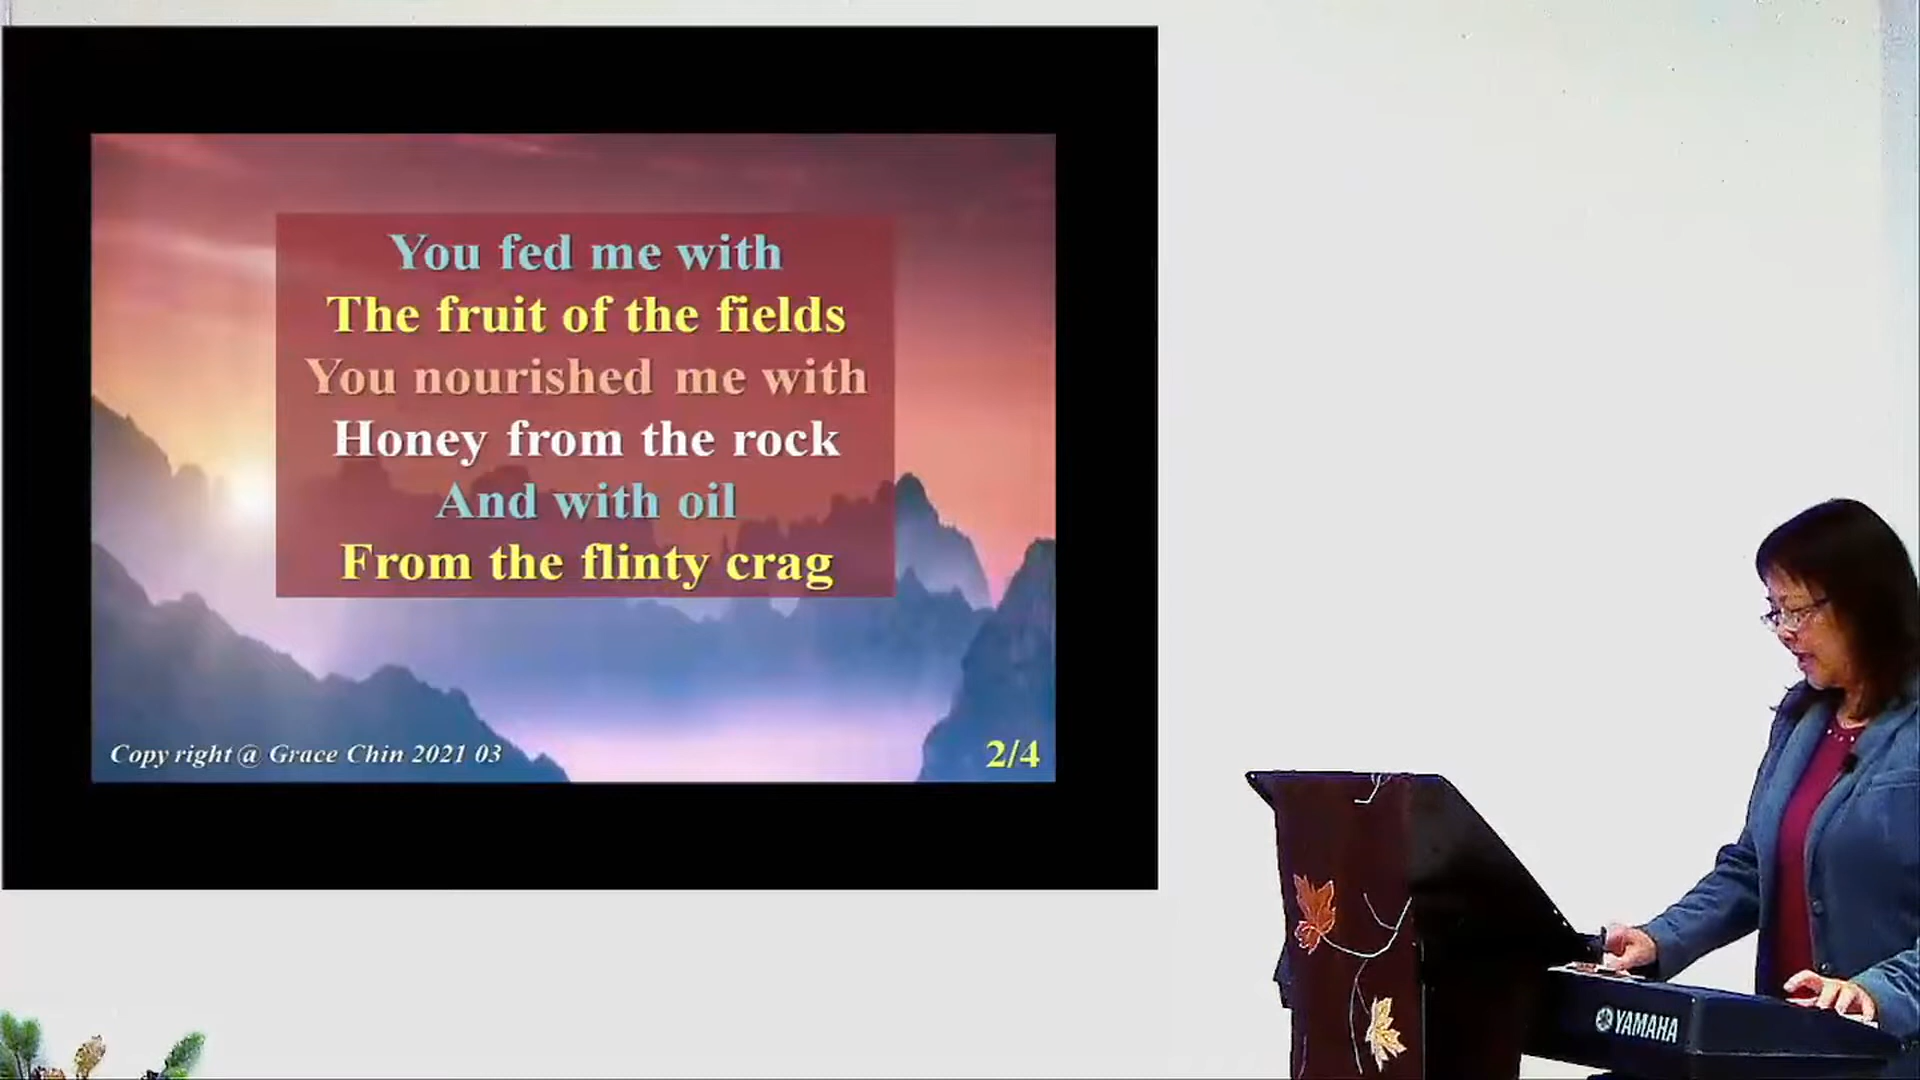 You fed me with
The fruit of the fields
You nourished me with
Honey from the rock
And with oil
From the flinty crag
Copy right @ Grace Chin 2021 03
2/4
YAMAHA